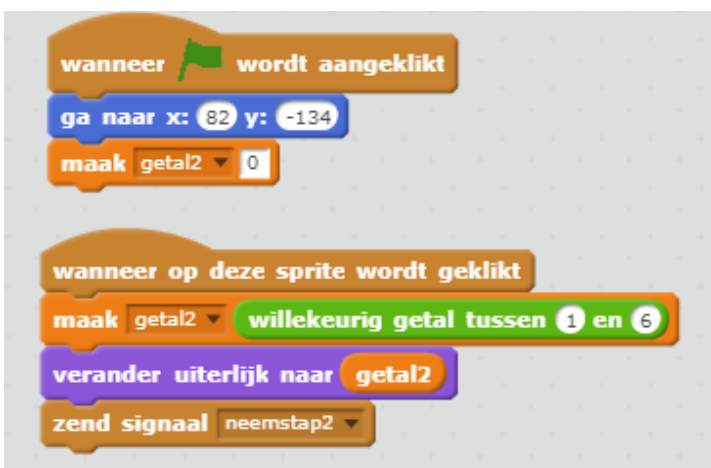 wanneer wordt aangeklikt
ga naar x: 82 y: -134
maak getal2 0
wanneer op deze sprite wordt geklikt
maak getal2 willekeurig getal tussen 1 en 6
verander uiterlijk naar getal2
zend signaal neemstap2